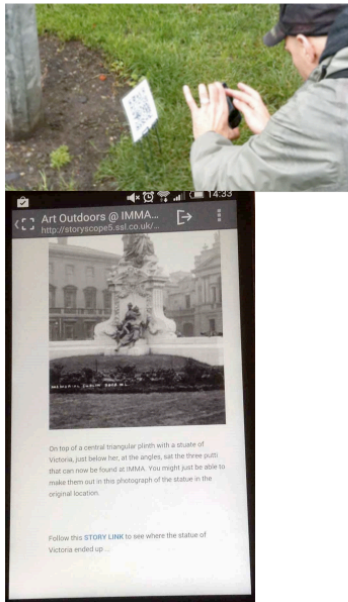 14:33
Art Outdoors @ IMMA...
http://storyscope5.ssl.co.uk/...
On top of a central triangular plinth with a stuate of
Victoria, just below her, at the angles, sat the three putti
that can now be found at IMMA. You might just be able to
make them out in this photograph of the statue in the
original location.
Follow this STORY LINK to see where the statue of
Victoria ended up...